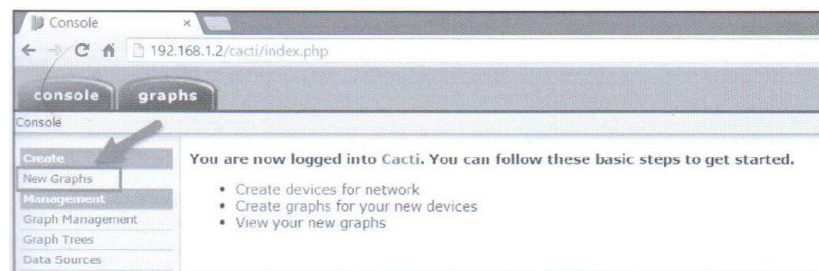 Console
192.168.1.2/cacti/index.php
console graphs
Console
Create
New Graphs
Management
Graph Management
Graph Trees
Data Sources
You are now logged into Cacti. You can follow these basic steps to get started.
Create devices for network
Create graphs for your new devices
View your new graphs